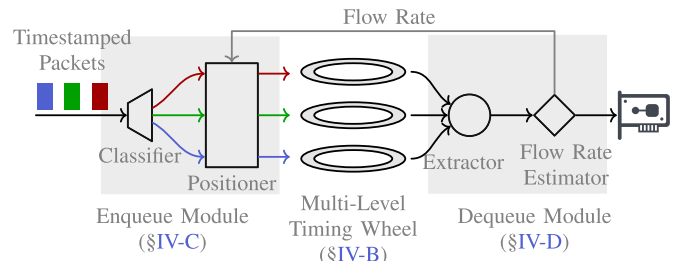 Flow Rate
Timestamped
Packets
Classifier
Positioner
Extractor
Flow Rate
Estimator
Enqueue Module
(§IV-C)
Multi-Level
Timing Wheel
(§IV-B)
Dequeue Module
(§IV-D)